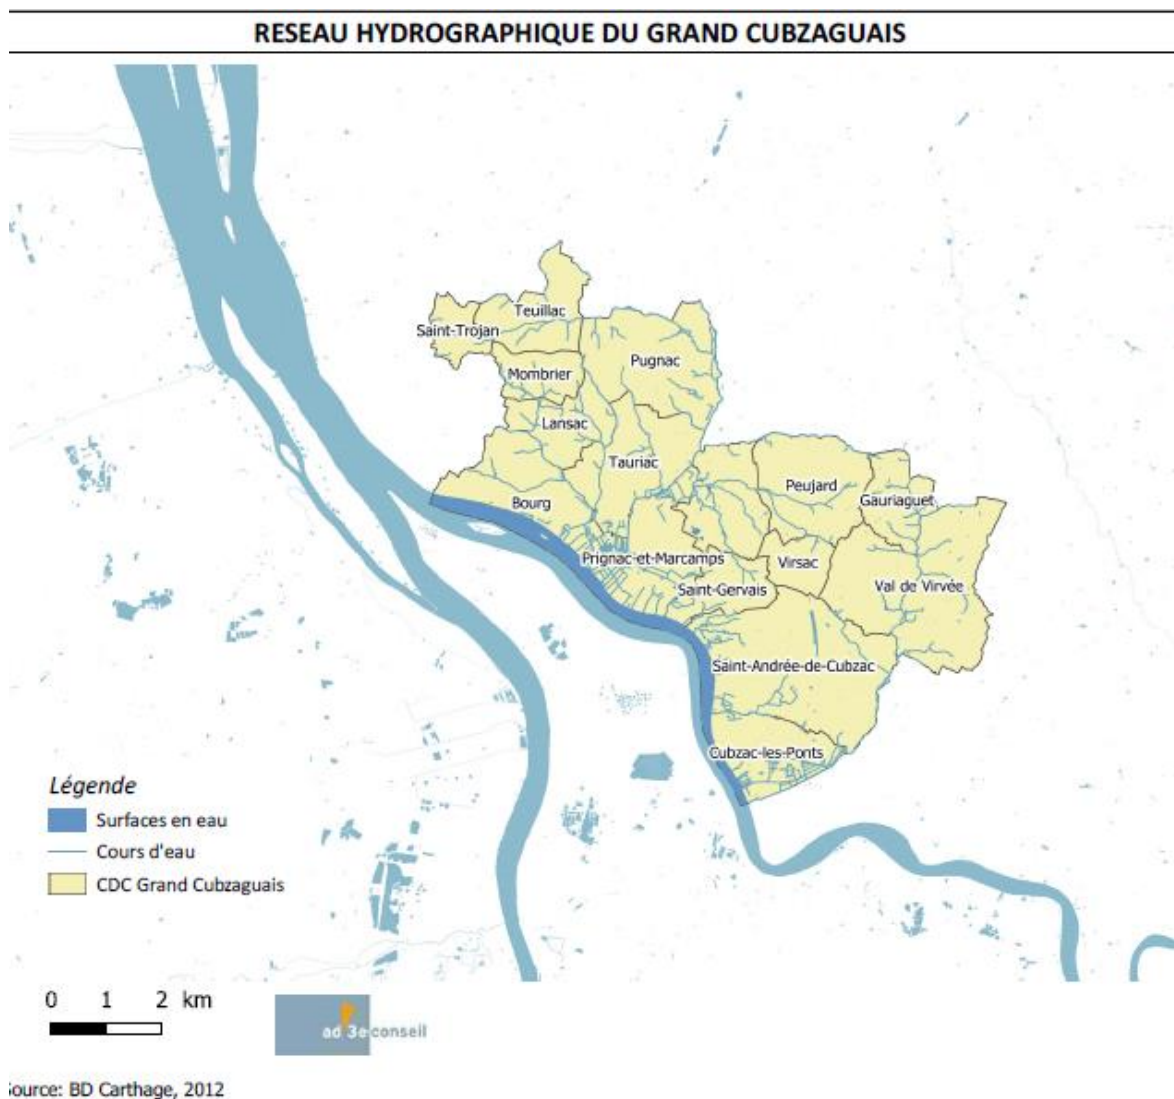 RESEAU HYDROGRAPHIQUE DU GRAND CUBZAGUAIS
Teuillac
Saint-Trojan
Pugnac
Mombrier
Lansac
Tauriac
Peujard
Bourg
Gauriaguet
Prignac-et-Marcamps
Virsac
Saint-Gervais
Val de Virvée
Saint-Andrée-de-Cubzac
Cubzac-les-Ponts
Légende
Surfaces en eau
Cours d'eau
CDC Grand Cubzaguais
0 1 2 km
ad 3e conseil
ource: BD Carthage, 2012